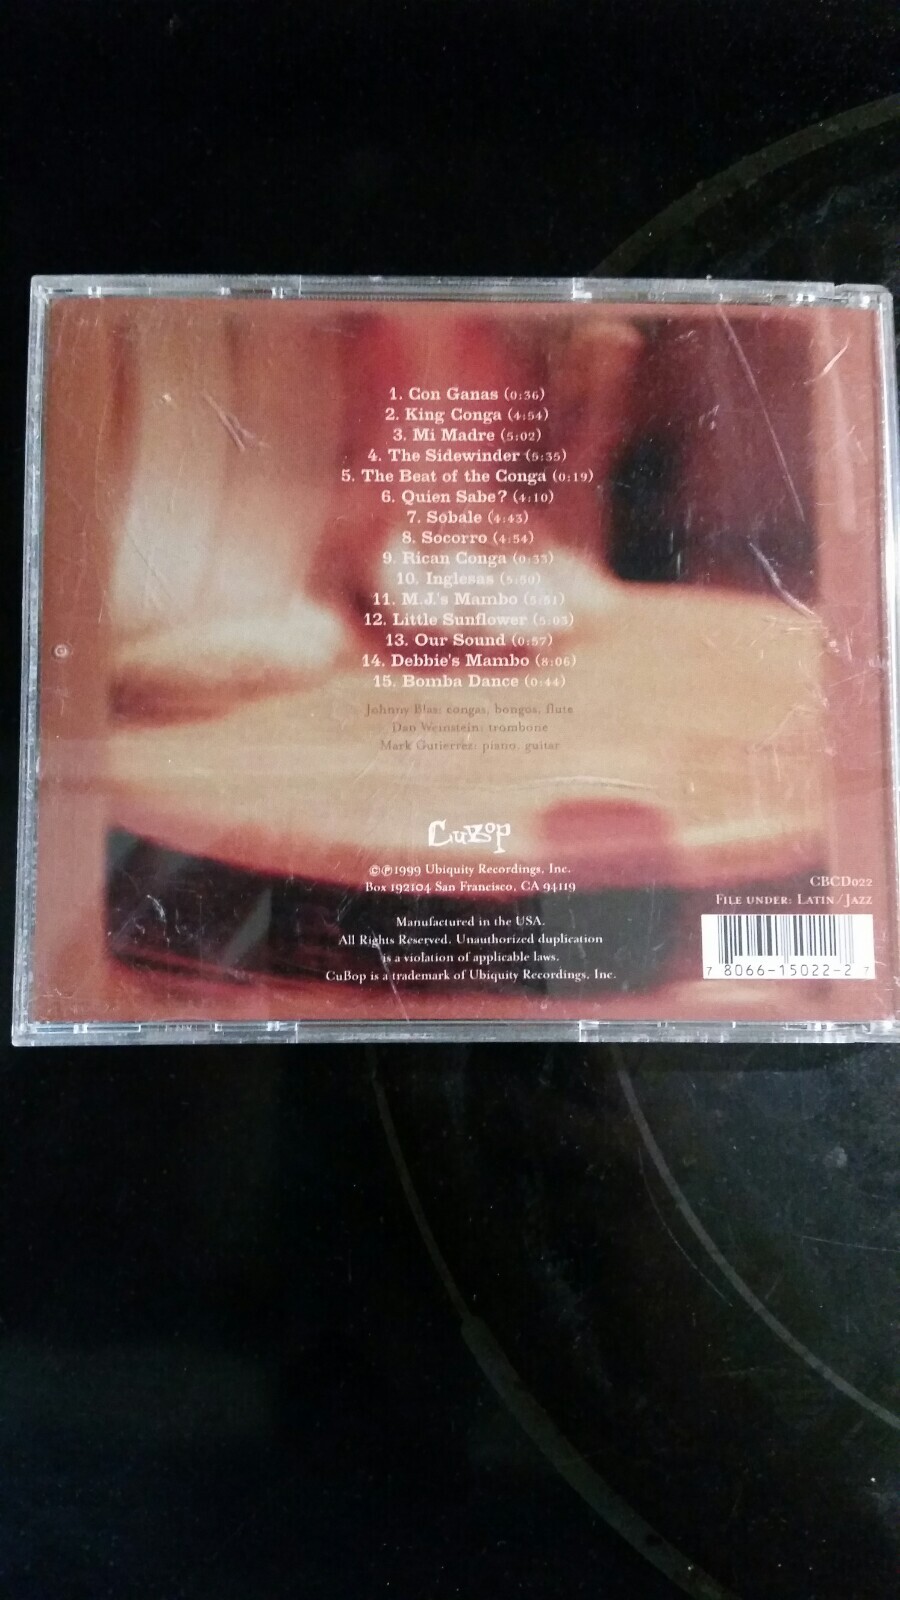 1. Con Ganas (0:36)
2. King Conga (4:54)
3. Mi Madre (5:02)
4. The Sidewinder (5:35)
5. The Beat of the Conga (0:19)
6. Quien Sabe? (4:10)
7. Sobale (4:43)
8. Socorro (4:54)
9. Rican Conga (0:33)
10. Inglesas (5:50)
11. M.J.'s Mambo (5:51)
12. Little Sunflower (5:03)
13. Our Sound (0:57)
14. Debbie's Mambo (8:06)
15. Bomba Dance (0:44)
Johnny Blas: congas, bongos, flute
Dan Weinstein: trombone
Mark Gutierrez: piano, guitar
CuBop
©℗1999 Ubiquity Recordings, Inc.
Box 192104 San Francisco, CA 94119
Manufactured in the USA.
All Rights Reserved. Unauthorized duplication
is a violation of applicable laws.
CuBop is a trademark of Ubiquity Recordings, Inc.
CBCD022
File under: Latin/Jazz
7 8066-15022-2 7